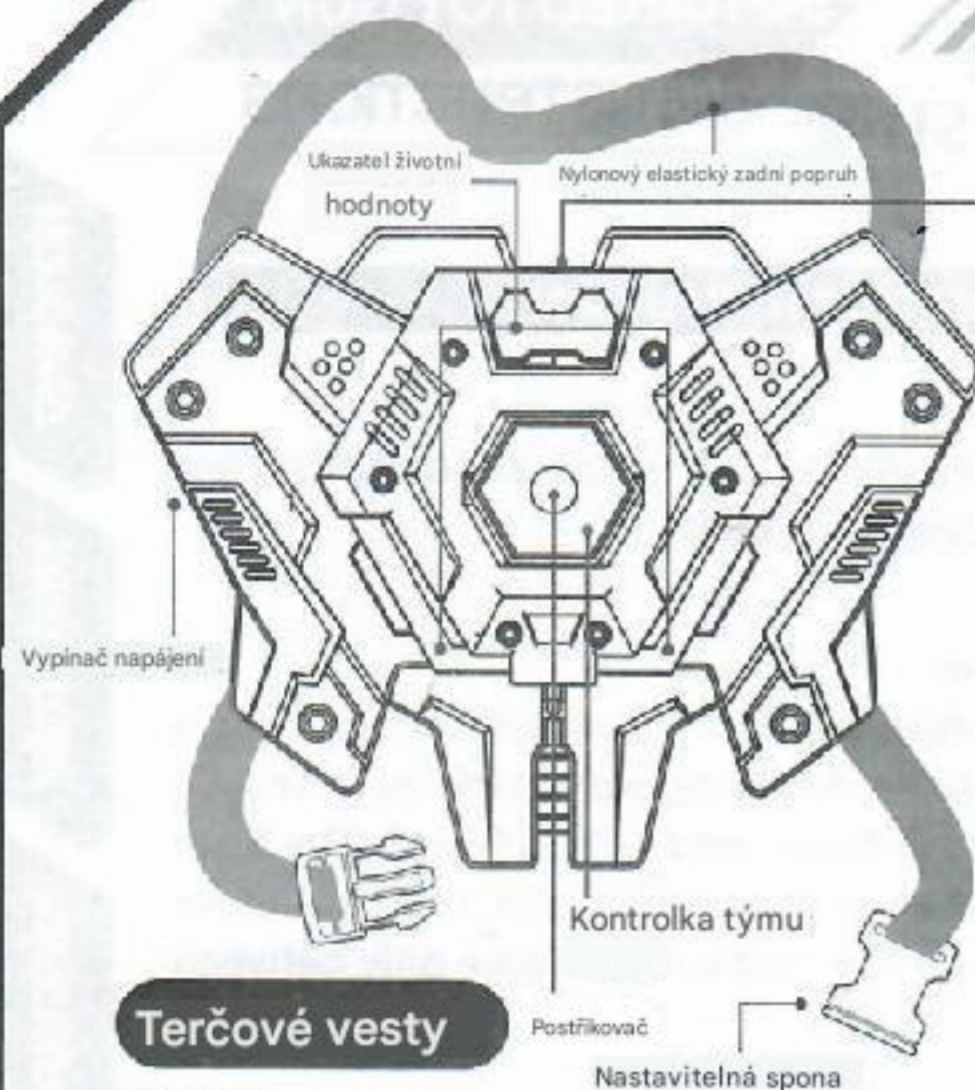 Ukazatel životní
hodnoty
Nylonový elastický zadní popruh
Vypínač napájení
Kontrolka týmu
Terčové vesty
Postřikovač
Nastavitelná spona